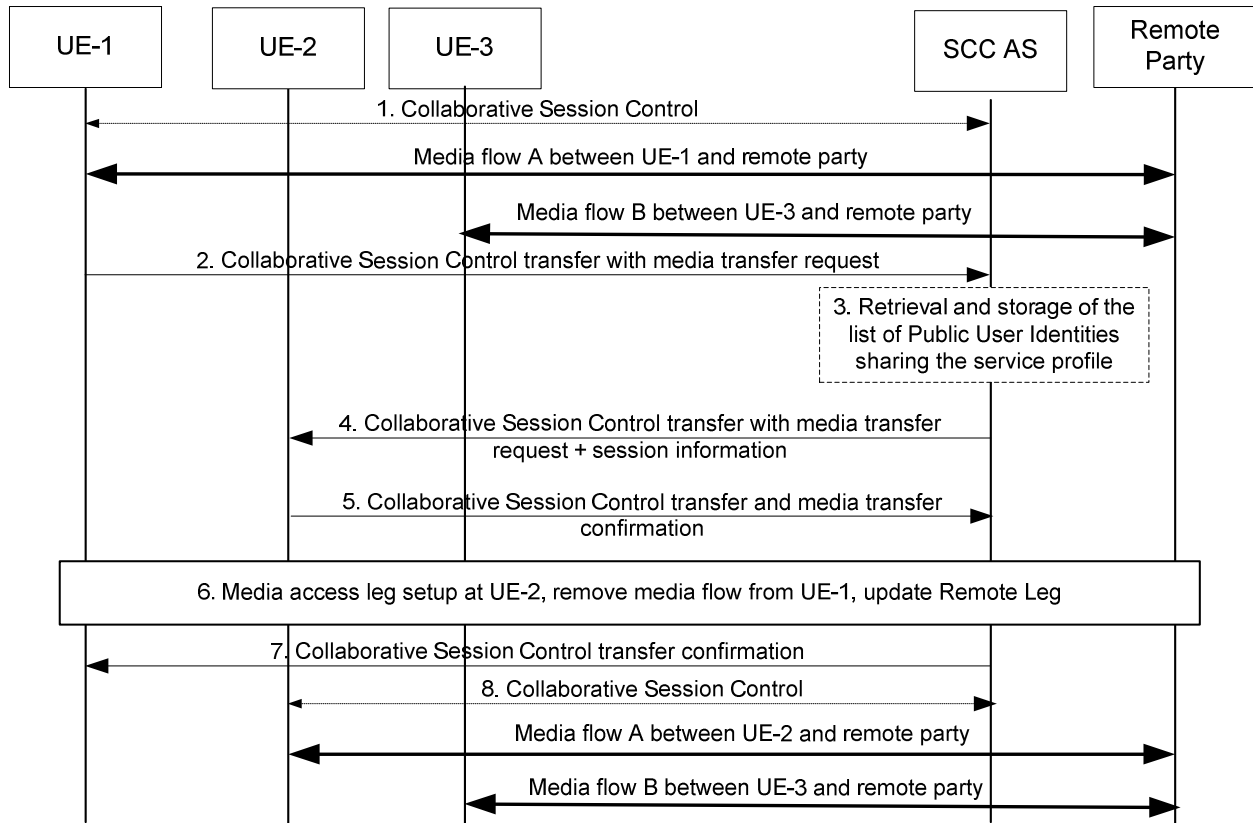 UE-1
UE-2
UE-3
SCC AS
Remote
Party
1. Collaborative Session Control
Media flow A between UE-1 and remote party
Media flow B between UE-3 and remote party
2. Collaborative Session Control transfer with media transfer request
3. Retrieval and storage of the
list of Public User Identities
sharing the service profile
4. Collaborative Session Control transfer with media transfer
request + session information
5. Collaborative Session Control transfer and media transfer
confirmation
6. Media access leg setup at UE-2, remove media flow from UE-1, update Remote Leg
7. Collaborative Session Control transfer confirmation
8. Collaborative Session Control
Media flow A between UE-2 and remote party
Media flow B between UE-3 and remote party